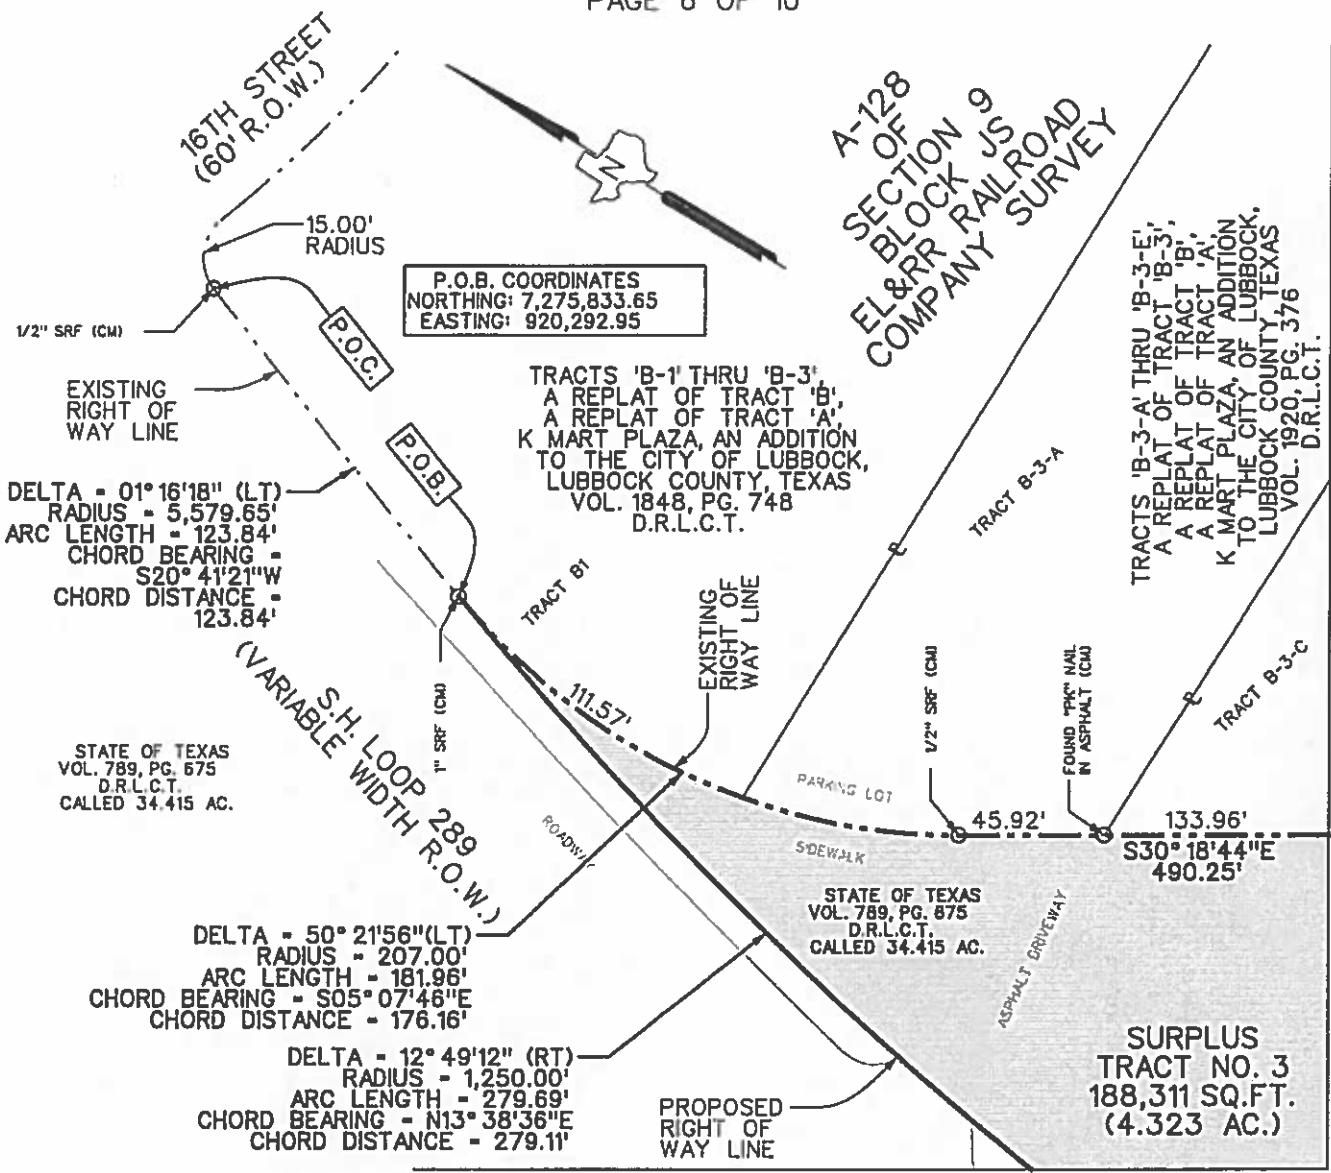 PAGE 6 OF 10
16TH STREET
(60' R.O.W.)
15.00'
RADIUS
N
P.O.B. COORDINATES
NORTHING: 7,275,833.65
EASTING: 920,292.95
A-128
OF
SECTION 9
BLOCK JS
EL&RR RAILROAD
COMPANY SURVEY
1/2" SRF (CM)
P.O.C.
EXISTING
RIGHT OF
WAY LINE
P.O.B.
TRACTS 'B-1' THRU 'B-3',
A REPLAT OF TRACT 'B',
A REPLAT OF TRACT 'A',
K MART PLAZA, AN ADDITION
TO THE CITY OF LUBBOCK,
LUBBOCK COUNTY, TEXAS
VOL. 1848, PG. 748
D.R.L.C.T.
TRACTS 'B-3-A' THRU 'B-3-E',
A REPLAT OF TRACT 'B-3',
A REPLAT OF TRACT 'B',
A REPLAT OF TRACT 'A',
K MART PLAZA, AN ADDITION
TO THE CITY OF LUBBOCK,
LUBBOCK COUNTY, TEXAS
VOL. 1920, PG. 376
D.R.L.C.T.
DELTA = 01° 16'18" (LT)
RADIUS = 5,579.65'
ARC LENGTH = 123.84'
CHORD BEARING =
S20° 41'21"W
CHORD DISTANCE =
123.84'
TRACT B1
TRACT B-3-A
TRACT B-3-C
EXISTING
RIGHT OF
WAY LINE
1" SRF (CM)
1/2" SRF (CM)
FOUND "PK" NAIL
IN ASPHALT (CM)
S.H. LOOP 289
(VARIABLE WIDTH R.O.W.)
111.57'
STATE OF TEXAS
VOL. 789, PG. 675
D.R.L.C.T.
CALLED 34.415 AC.
PARKING LOT
SIDEWALK
ROADWAY
45.92'
133.96'
S30° 18'44"E
490.25'
STATE OF TEXAS
VOL. 789, PG. 675
D.R.L.C.T.
CALLED 34.415 AC.
ASPHALT DRIVEWAY
DELTA = 50° 21'56"(LT)
RADIUS = 207.00'
ARC LENGTH = 181.96'
CHORD BEARING = S05° 07'46"E
CHORD DISTANCE = 176.16'
DELTA = 12° 49'12" (RT)
RADIUS = 1,250.00'
ARC LENGTH = 279.69'
CHORD BEARING = N13° 38'36"E
CHORD DISTANCE = 279.11'
PROPOSED
RIGHT OF
WAY LINE
SURPLUS
TRACT NO. 3
188,311 SQ.FT.
(4.323 AC.)